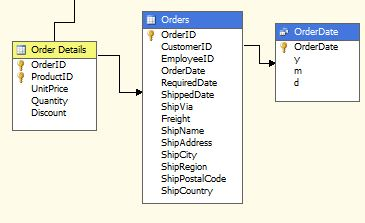 Order Details
OrderID
ProductID
UnitPrice
Quantity
Discount
Orders
OrderID
CustomerID
EmployeeID
OrderDate
RequiredDate
ShippedDate
ShipVia
Freight
ShipName
ShipAddress
ShipCity
ShipRegion
ShipPostalCode
ShipCountry
OrderDate
OrderDate
y
m
d